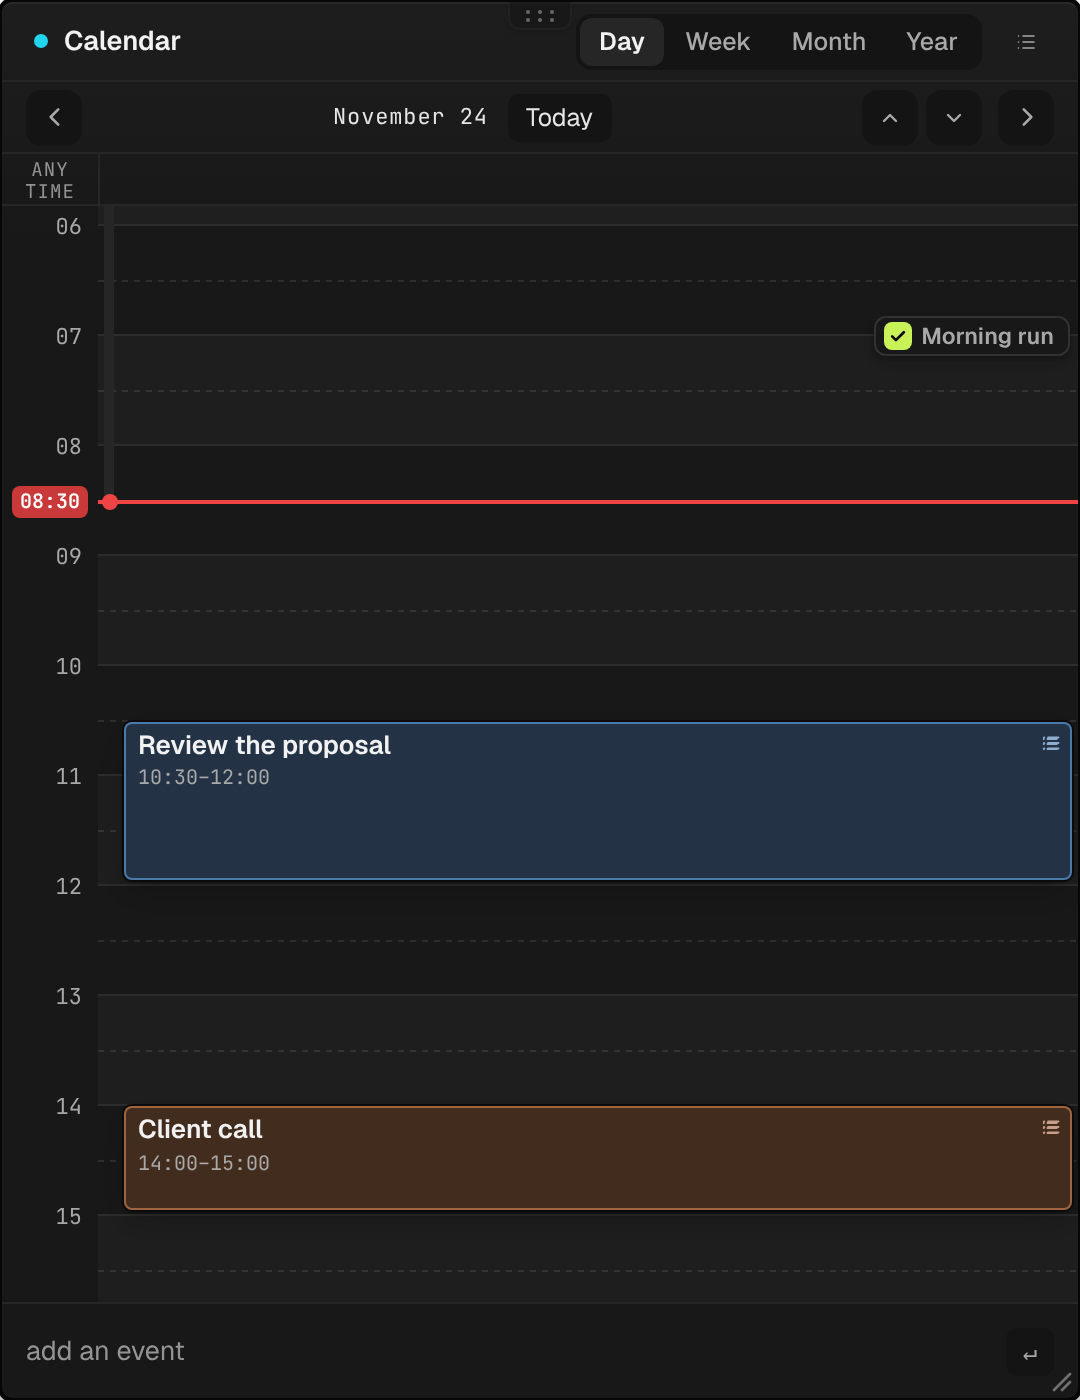 Calendar
Day Week Month Year
November 24 Today
ANY
TIME
06
07 Morning run
08
08:30
09
10
Review the proposal
10:30–12:00
11
12
13
14
Client call
14:00–15:00
15
add an event